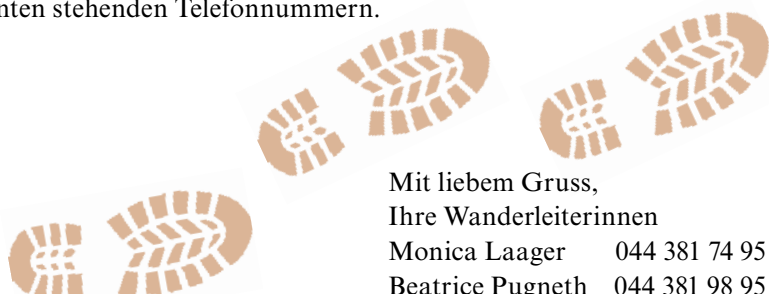 nten stehenden Telefonnummern.
Mit liebem Gruss,
Ihre Wanderleiterinnen
Monica Laager 044 381 74 95
Beatrice Pugneth 044 381 98 95